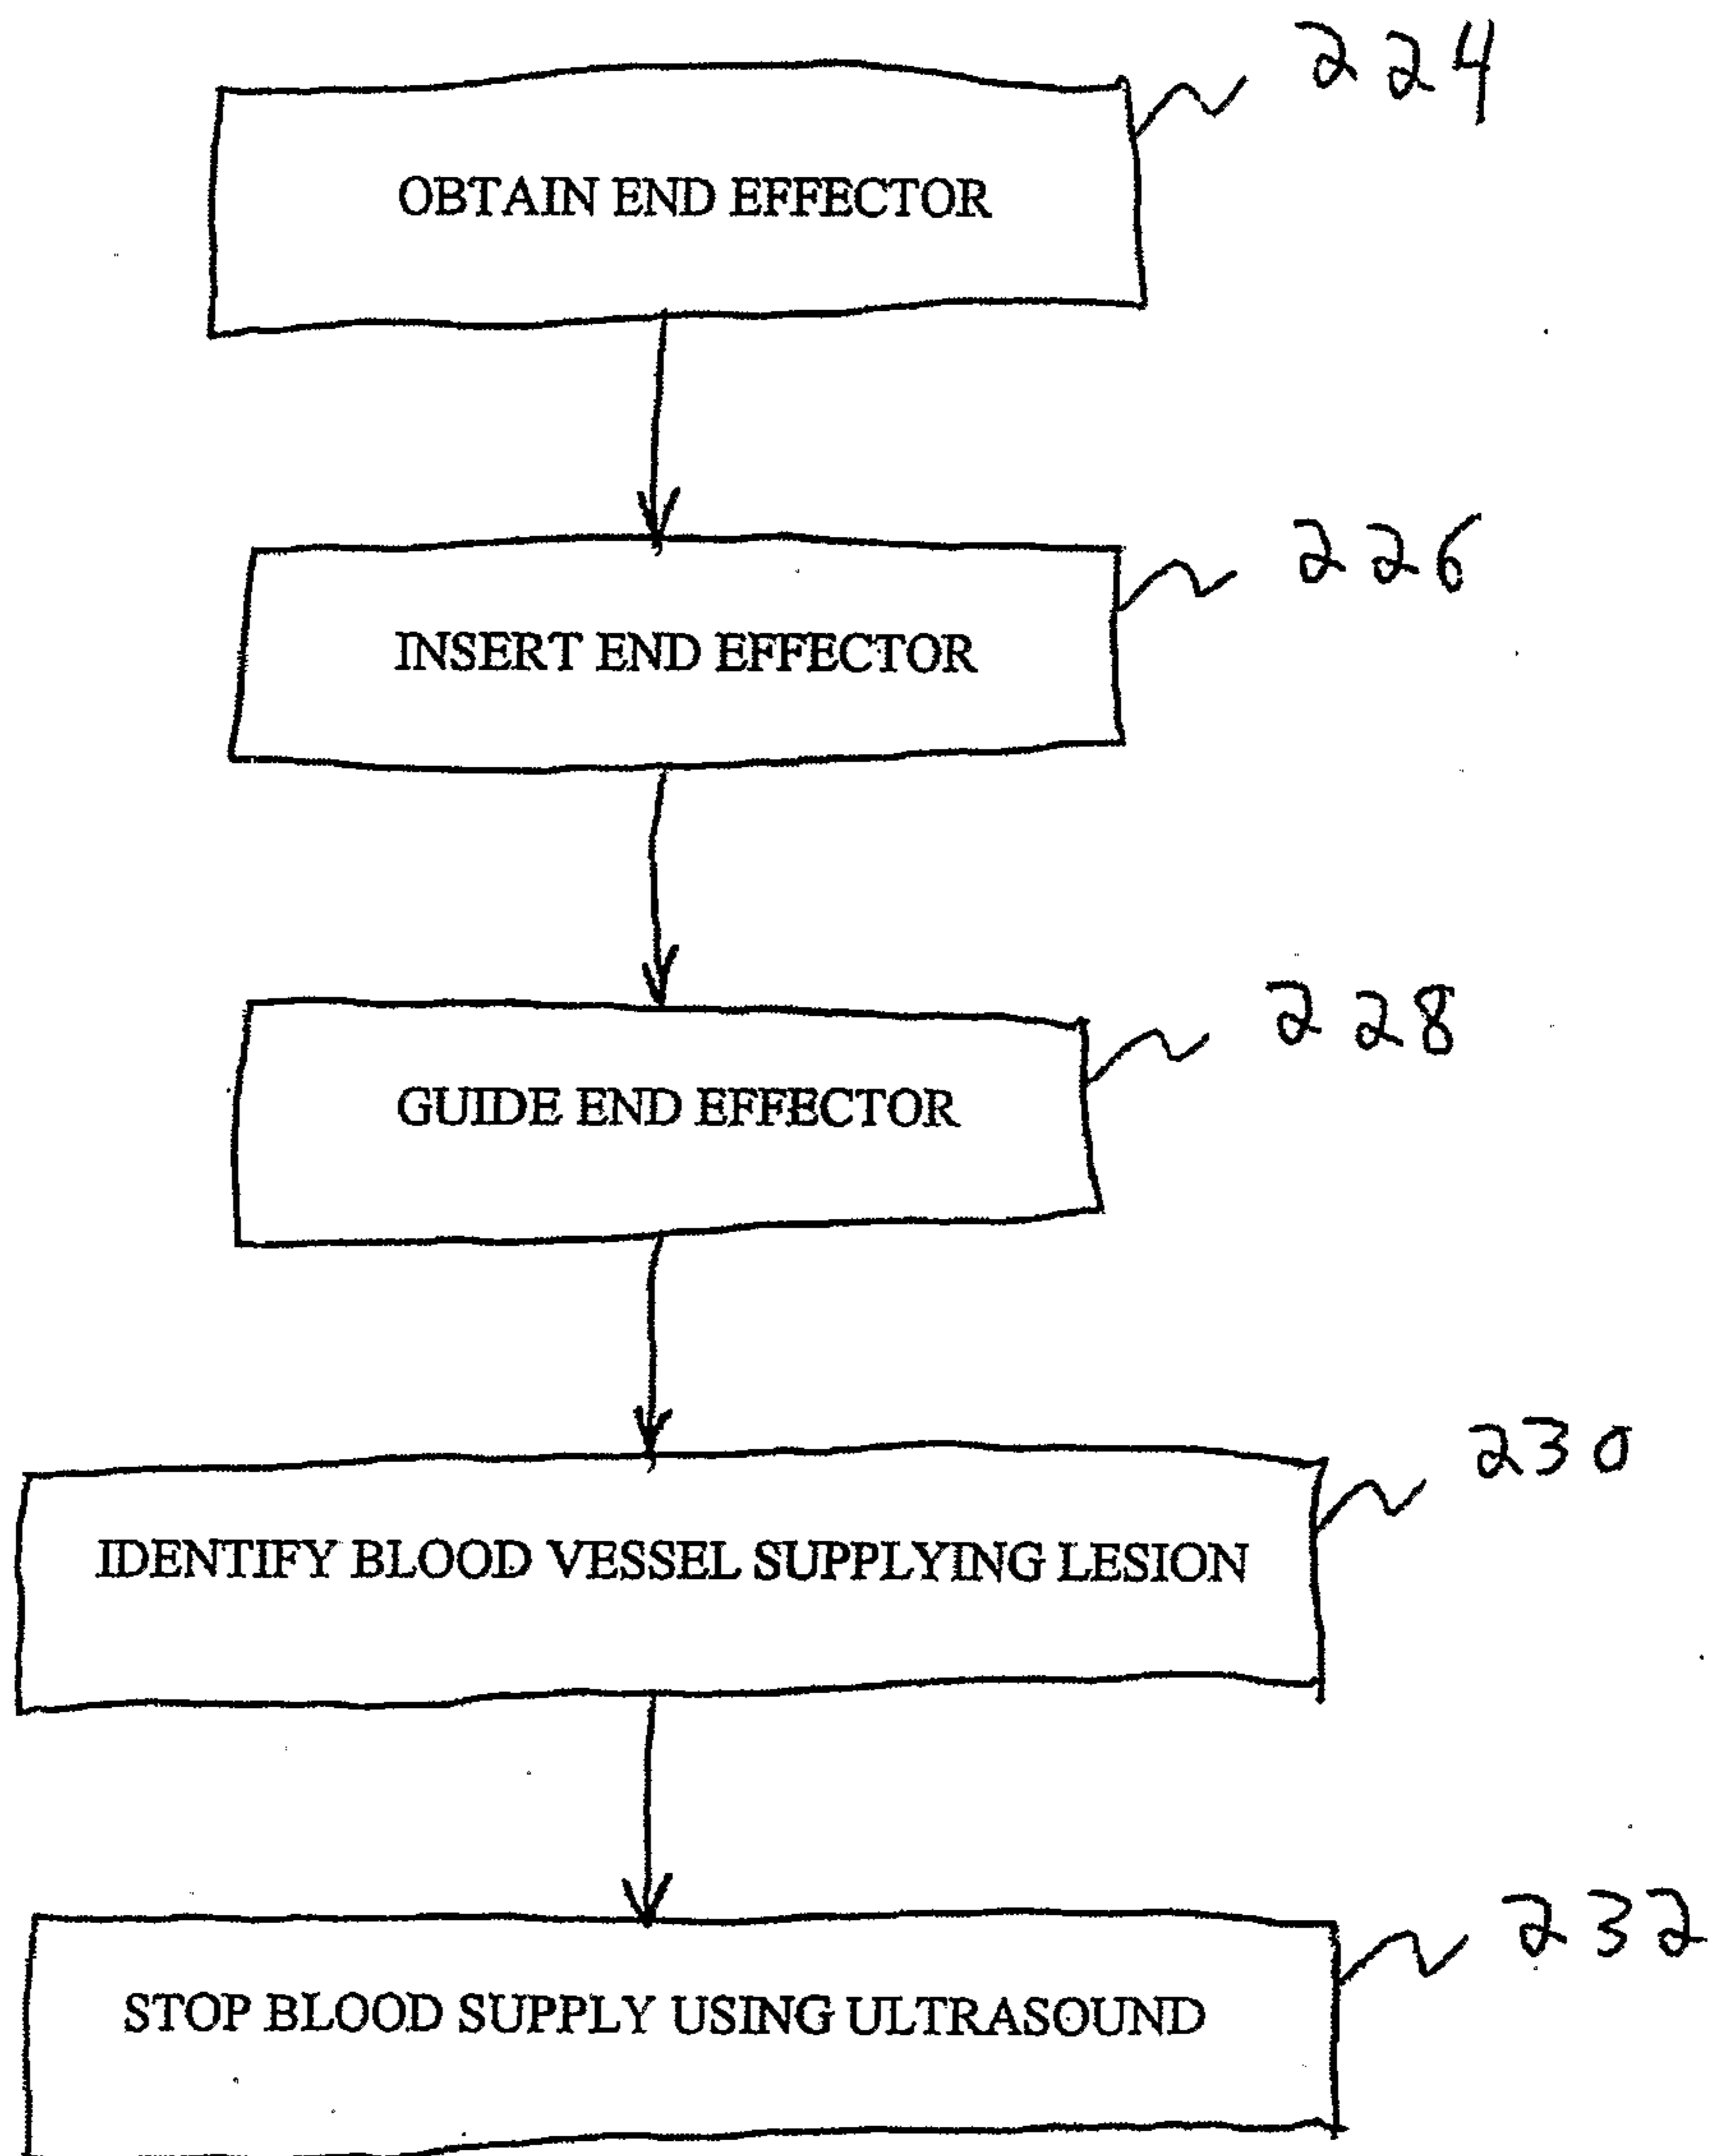 224
OBTAIN END EFFECTOR
226
INSERT END EFFECTOR
228
GUIDE END EFFECTOR
230
IDENTIFY BLOOD VESSEL SUPPLYING LESION
232
STOP BLOOD SUPPLY USING ULTRASOUND